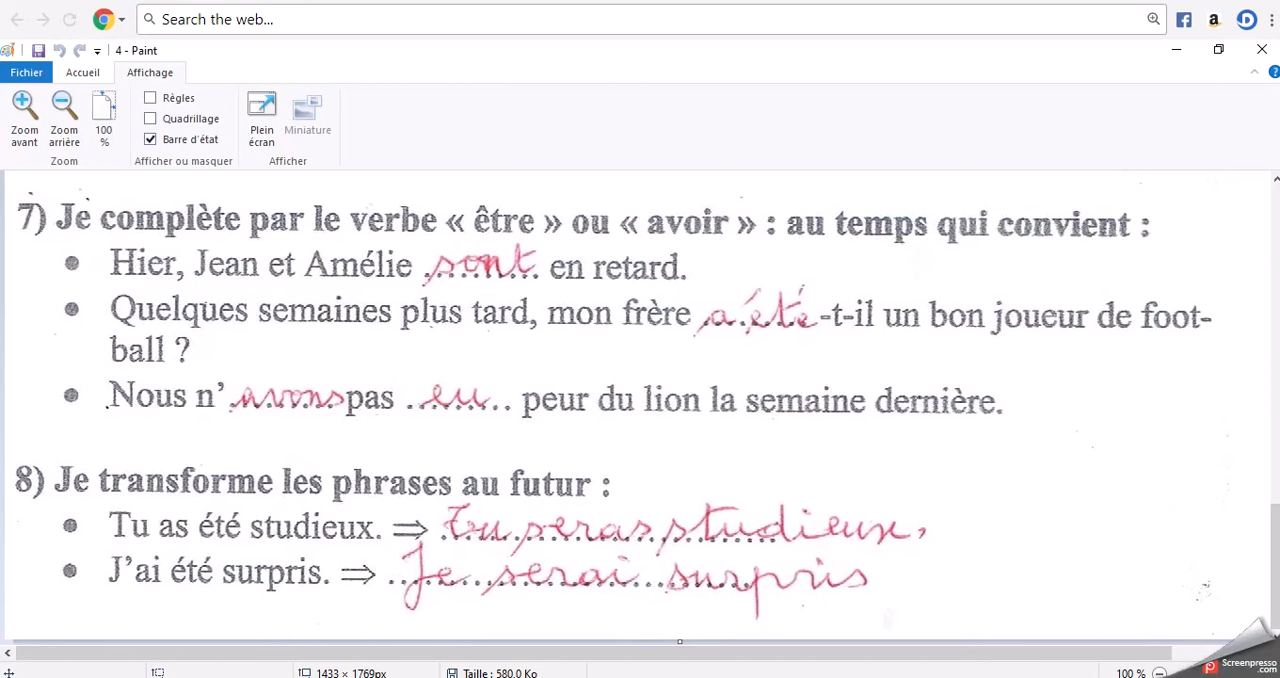 Search the web...
4 - Paint
Fichier Accueil Affichage
Zoom avant
Zoom arrière
100 %
Règles
Quadrillage
Barre d'état
Plein écran
Miniature
Zoom
Afficher ou masquer
Afficher
7) Je complète par le verbe « être » ou « avoir » : au temps qui convient :
● Hier, Jean et Amélie sont en retard.
● Quelques semaines plus tard, mon frère a été -t-il un bon joueur de foot-
ball ?
● Nous n' avons pas ..eu.. peur du lion la semaine dernière.
8) Je transforme les phrases au futur :
● Tu as été studieux. ⇒ Tu seras studieux,
● J'ai été surpris. ⇒ Je serai surpris
1433 × 1769px
Taille : 580.0 Ko
100 %
Screenpresso
.com